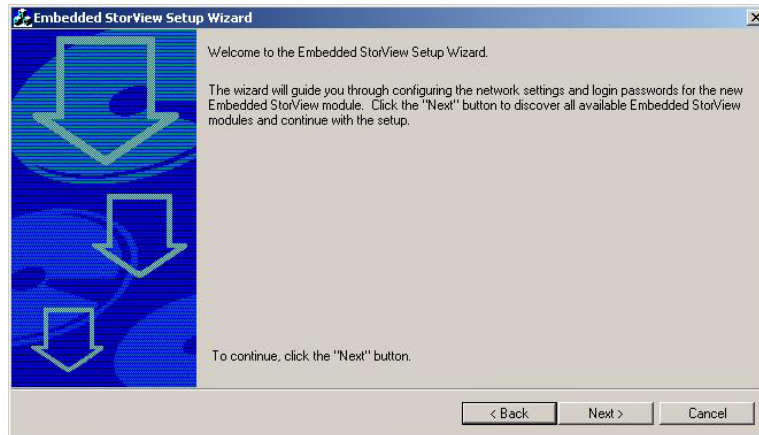 Embedded StorView Setup Wizard
Welcome to the Embedded StorView Setup Wizard.
The wizard will guide you through configuring the network settings and login passwords for the new
Embedded StorView module. Click the "Next" button to discover all available Embedded StorView
modules and continue with the setup.
To continue, click the "Next" button.
< Back Next > Cancel